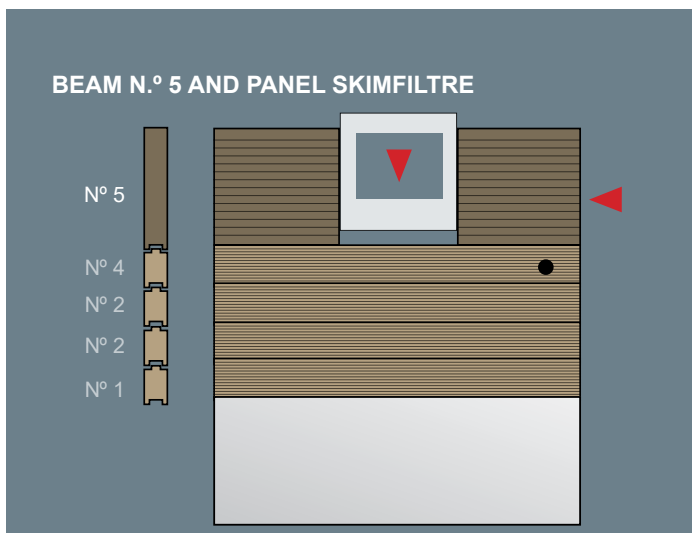 BEAM N.º 5 AND PANEL SKIMFILTRE
Nº 5
Nº 4
Nº 2
Nº 2
Nº 1